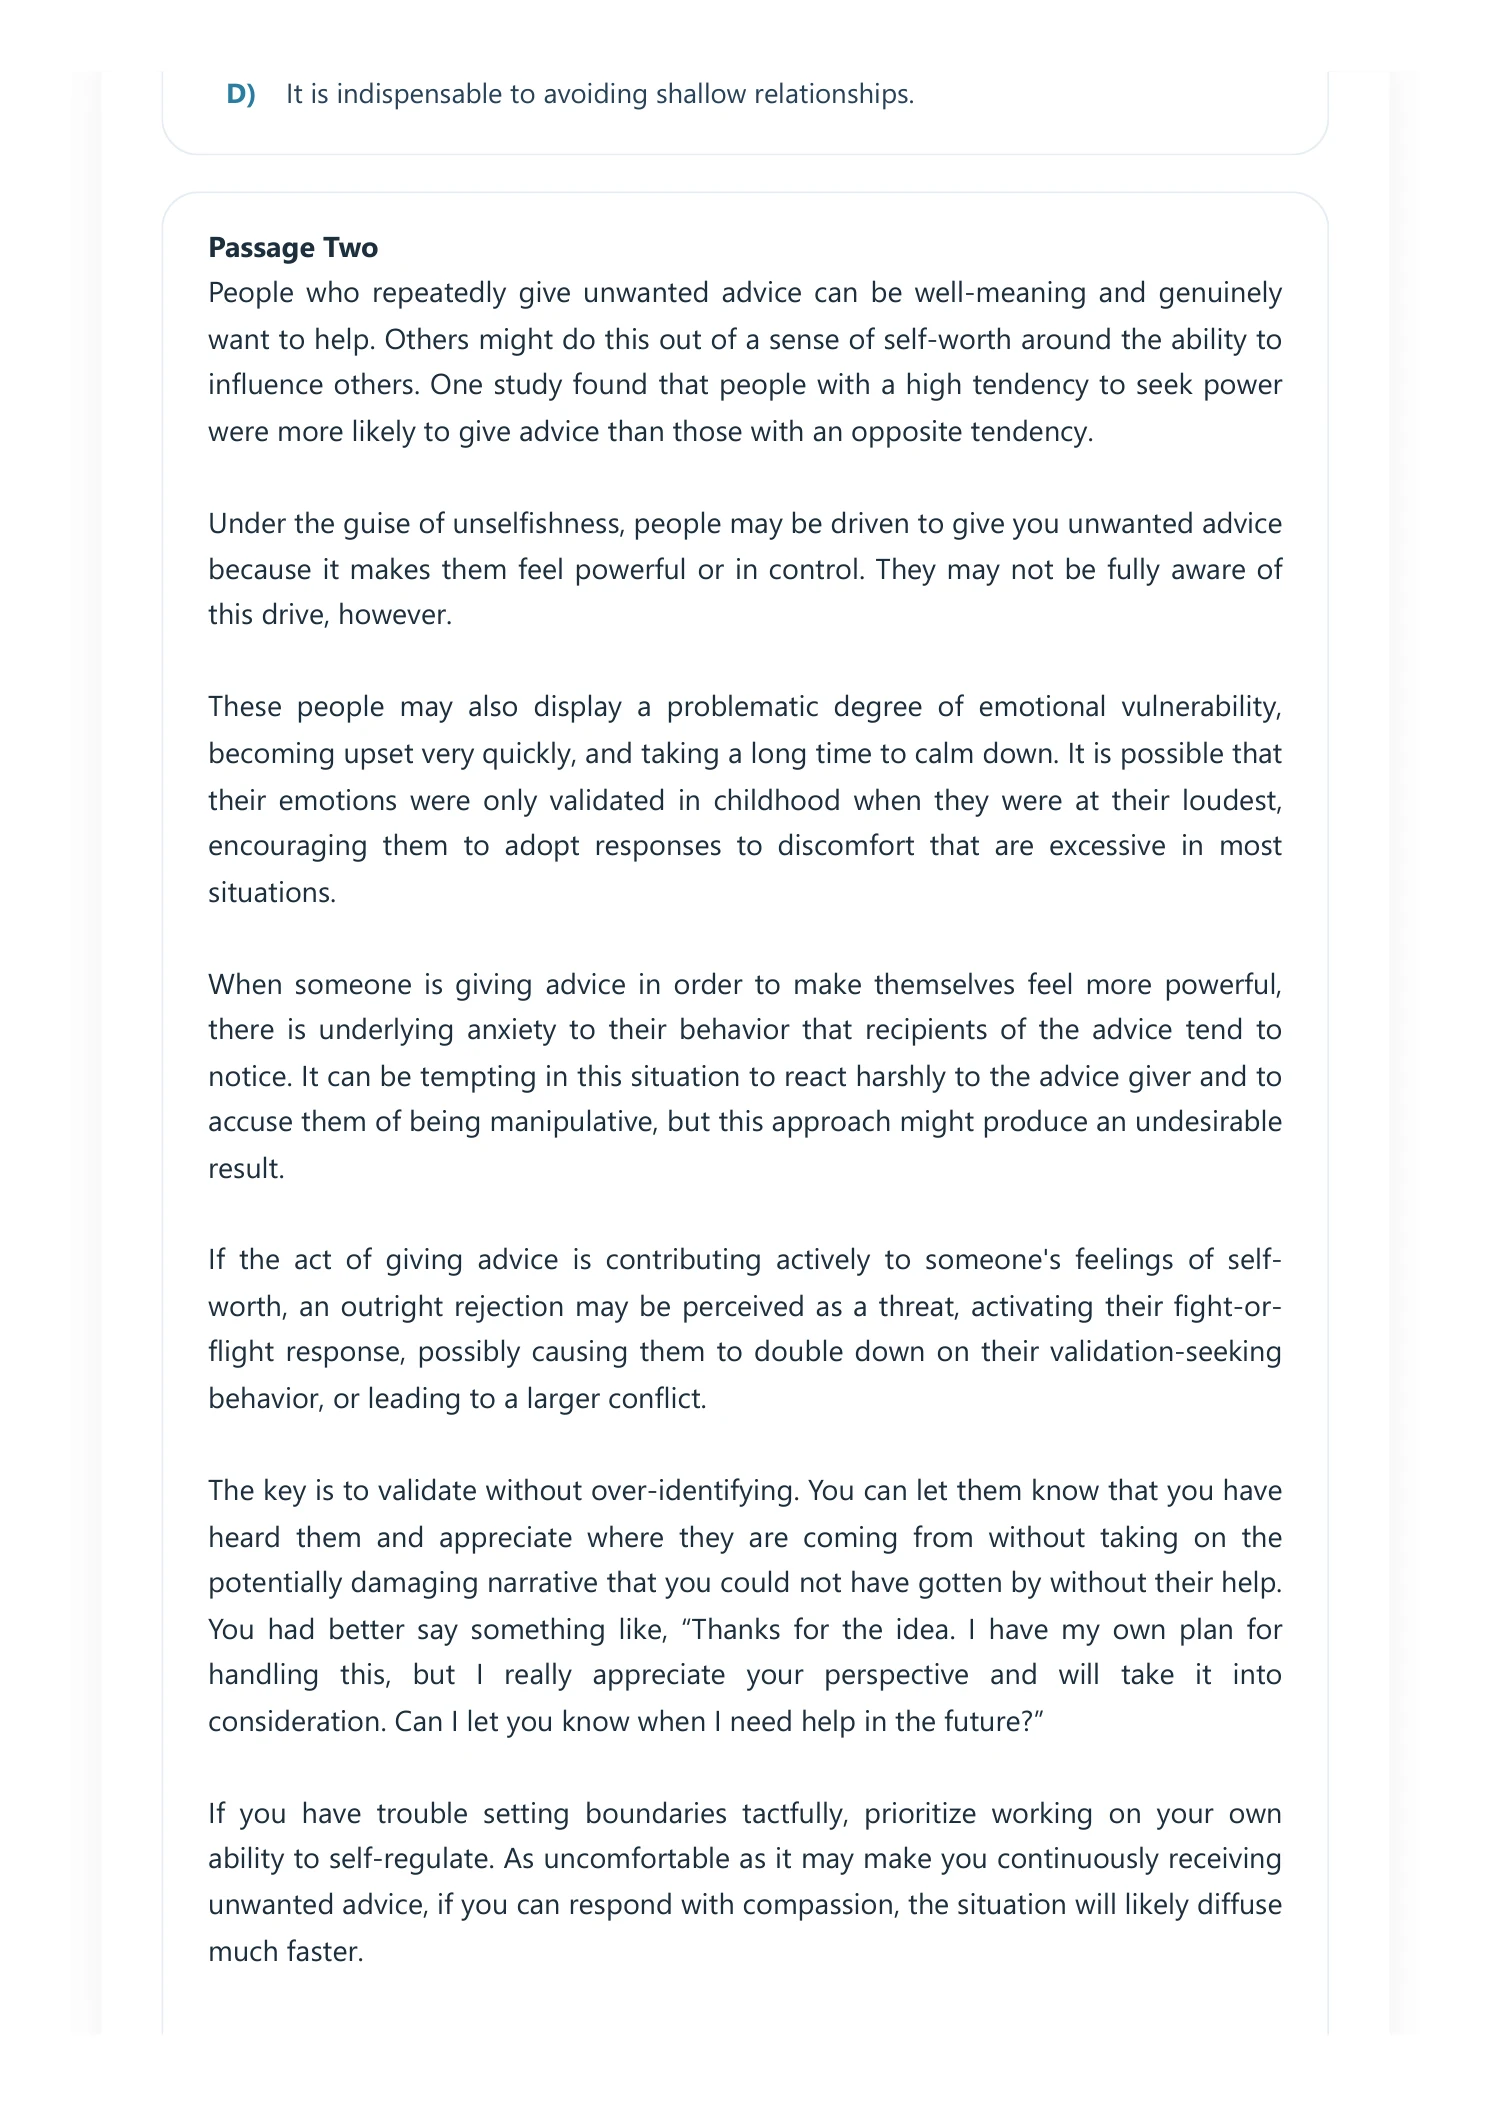 D) It is indispensable to avoiding shallow relationships.
Passage Two
People who repeatedly give unwanted advice can be well-meaning and genuinely
want to help. Others might do this out of a sense of self-worth around the ability to
influence others. One study found that people with a high tendency to seek power
were more likely to give advice than those with an opposite tendency.
Under the guise of unselfishness, people may be driven to give you unwanted advice
because it makes them feel powerful or in control. They may not be fully aware of
this drive, however.
These people may also display a problematic degree of emotional vulnerability,
becoming upset very quickly, and taking a long time to calm down. It is possible that
their emotions were only validated in childhood when they were at their loudest,
encouraging them to adopt responses to discomfort that are excessive in most
situations.
When someone is giving advice in order to make themselves feel more powerful,
there is underlying anxiety to their behavior that recipients of the advice tend to
notice. It can be tempting in this situation to react harshly to the advice giver and to
accuse them of being manipulative, but this approach might produce an undesirable
result.
If the act of giving advice is contributing actively to someone's feelings of self-
worth, an outright rejection may be perceived as a threat, activating their fight-or-
flight response, possibly causing them to double down on their validation-seeking
behavior, or leading to a larger conflict.
The key is to validate without over-identifying. You can let them know that you have
heard them and appreciate where they are coming from without taking on the
potentially damaging narrative that you could not have gotten by without their help.
You had better say something like, “Thanks for the idea. I have my own plan for
handling this, but I really appreciate your perspective and will take it into
consideration. Can I let you know when I need help in the future?”
If you have trouble setting boundaries tactfully, prioritize working on your own
ability to self-regulate. As uncomfortable as it may make you continuously receiving
unwanted advice, if you can respond with compassion, the situation will likely diffuse
much faster.